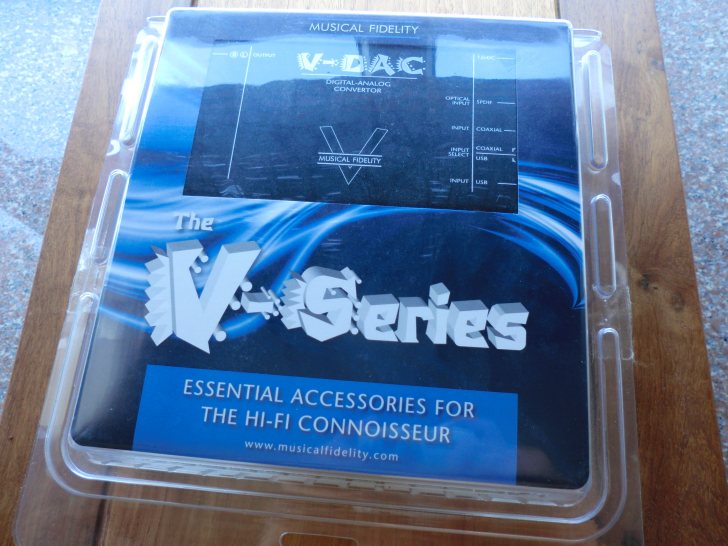 MUSICAL FIDELITY
R L OUTPUT
V-DAC
DIGITAL-ANALOG
CONVERTOR
12VDC
OPTICAL
INPUT SPDIF
INPUT COAXIAL
INPUT
SELECT
COAXIAL
USB
INPUT USB
MUSICAL FIDELITY
The
V-Series
ESSENTIAL ACCESSORIES FOR
THE HI-FI CONNOISSEUR
www.musicalfidelity.com